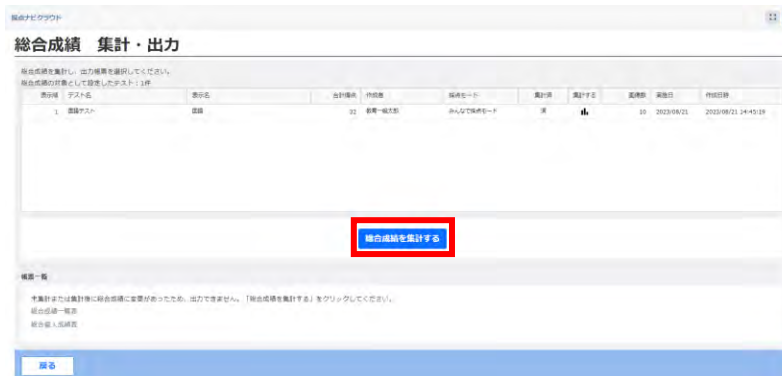 採点ナビクラウド
総合成績　集計・出力
総合成績を集計し、出力帳票を選択してください。
総合成績の対象として設定したテスト：1件
表示順 テスト名 表示名 合計満点 作成者 採点モード 集計済 集計する 画像数 実施日 作成日時
1 国語テスト 国語 32 みんなで採点モード 済 10 2023/08/21 2023/08/21 14:45:19
総合成績を集計する
帳票一覧
未集計または集計後に総合成績に変更があったため、出力できません。「総合成績を集計する」をクリックしてください。
総合成績一覧表
総合個人成績表
戻る